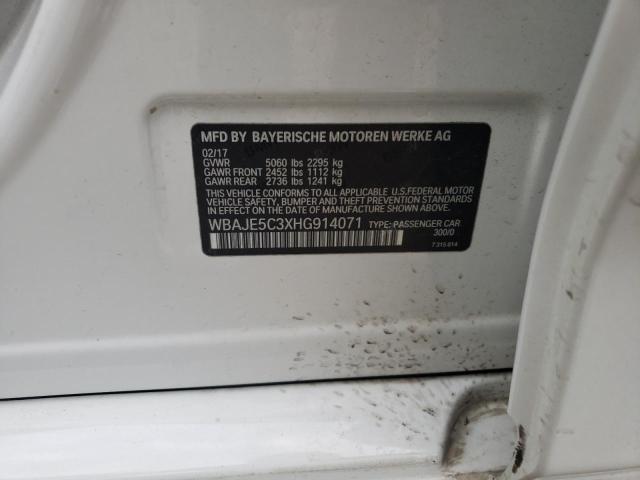 MFD BY BAYERISCHE MOTOREN WERKE AG
02/17
GVWR 5060 lbs 2295 kg
GAWR FRONT 2452 lbs 1112 kg
GAWR REAR 2736 lbs 1241 kg
THIS VEHICLE CONFORMS TO ALL APPLICABLE U.S.FEDERAL MOTOR
VEHICLE SAFETY, BUMPER, AND THEFT PREVENTION STANDARDS
IN EFFECT ON THE DATE OF MANUFACTURE SHOWN ABOVE.
WBAJE5C3XHG914071 TYPE: PASSENGER CAR
300/0
7 315 614